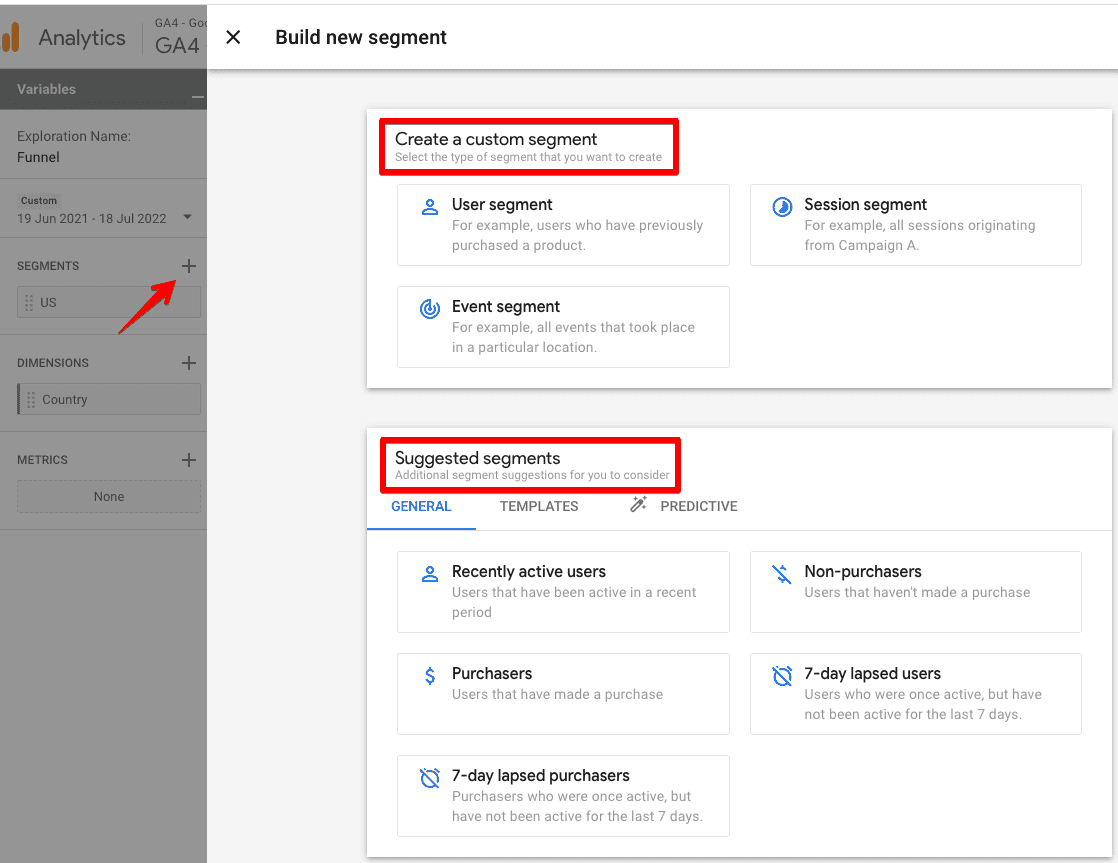 Analytics
GA4 - Goo
GA4
Variables
Exploration Name:
Funnel
Custom
19 Jun 2021 - 18 Jul 2022
SEGMENTS
US
DIMENSIONS
Country
METRICS
None
Build new segment
Create a custom segment
Select the type of segment that you want to create
User segment
For example, users who have previously
purchased a product.
Session segment
For example, all sessions originating
from Campaign A.
Event segment
For example, all events that took place
in a particular location.
Suggested segments
Additional segment suggestions for you to consider
GENERAL
TEMPLATES
PREDICTIVE
Recently active users
Users that have been active in a recent
period
Non-purchasers
Users that haven't made a purchase
Purchasers
Users that have made a purchase
7-day lapsed users
Users who were once active, but have
not been active for the last 7 days.
7-day lapsed purchasers
Purchasers who were once active, but
have not been active for the last 7 days.